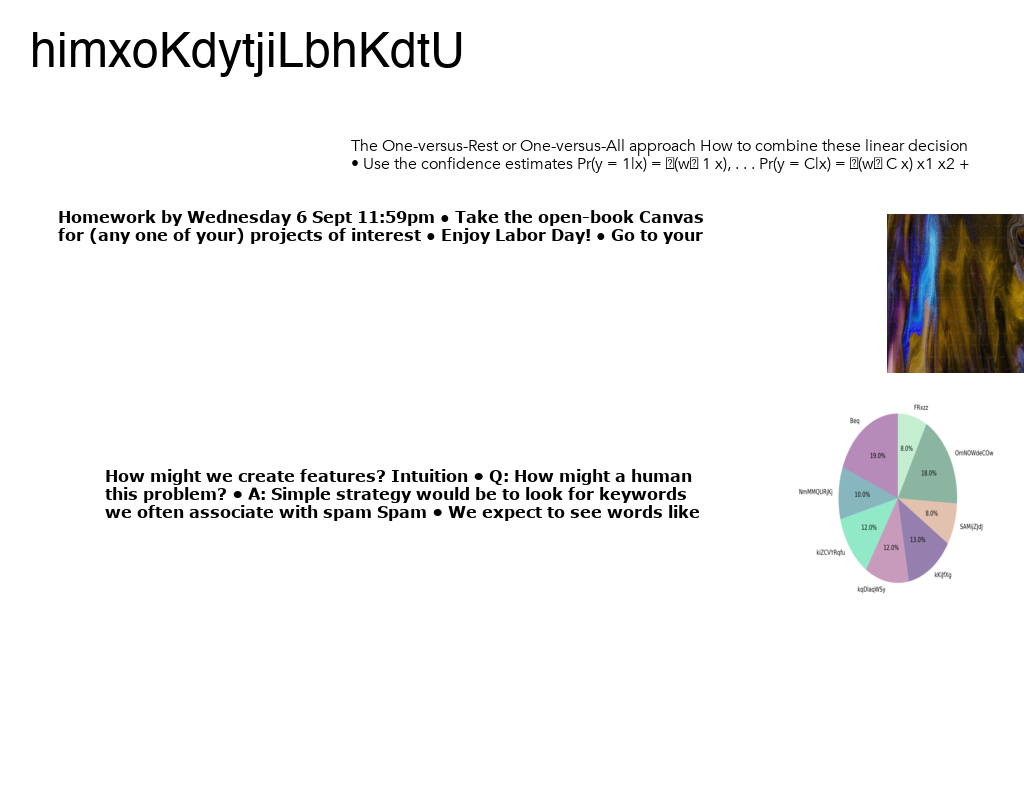 himxoKdytjiLbhKdtU
The One-versus-Rest or One-versus-All approach How to combine these linear decision
• Use the confidence estimates Pr(y = 1|x) = (w 1 x), . . . Pr(y = C|x) = (w C x) x1 x2 +
Homework by Wednesday 6 Sept 11:59pm • Take the open-book Canvas
for (any one of your) projects of interest • Enjoy Labor Day! • Go to your
How might we create features? Intuition • Q: How might a human
this problem? • A: Simple strategy would be to look for keywords
we often associate with spam Spam • We expect to see words like
FRxzz
Beq
8.0%
OmNOWdeCOw
19.0%
18.0%
NmMMQURjKj
10.0%
8.0%
SAMijZJdJ
12.0%
13.0%
12.0%
kiZCVYRqfu
kKijfXg
kqDlaqWSy